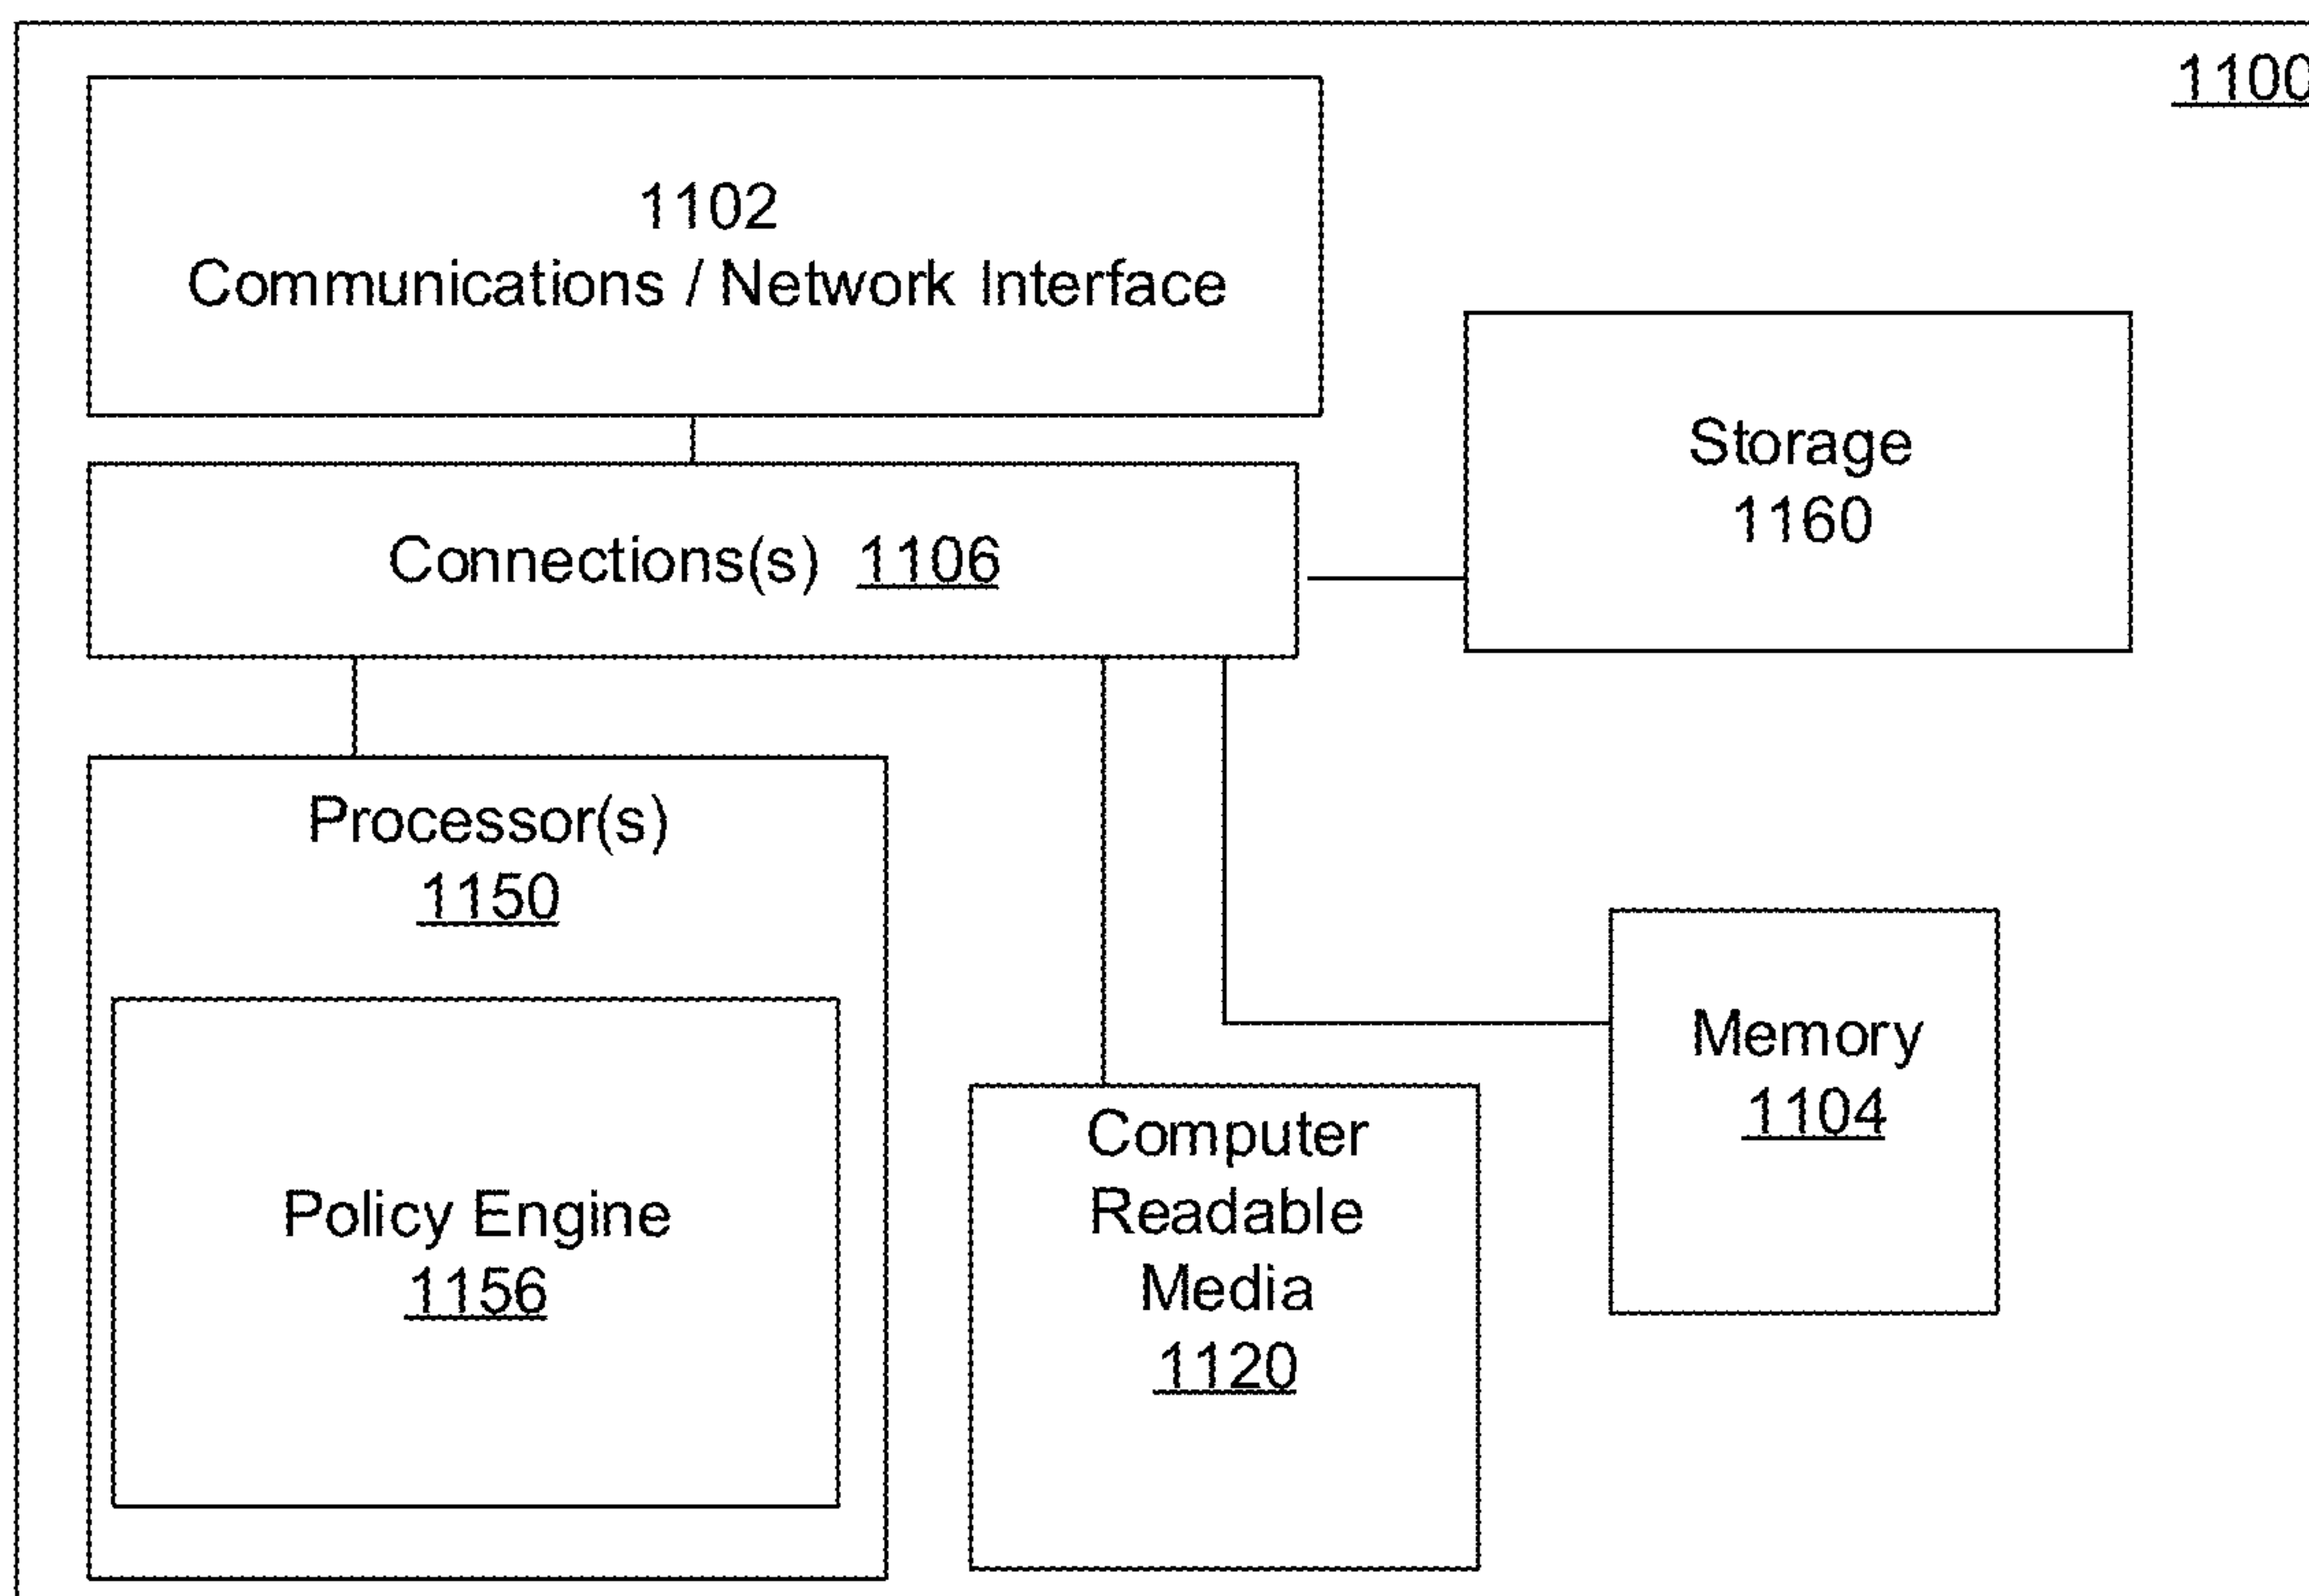 1100
1102
Communications / Network Interface
Storage
1160
Connections(s) 1106
Processor(s)
1150
Policy Engine
1156
Computer
Readable
Media
1120
Memory
1104